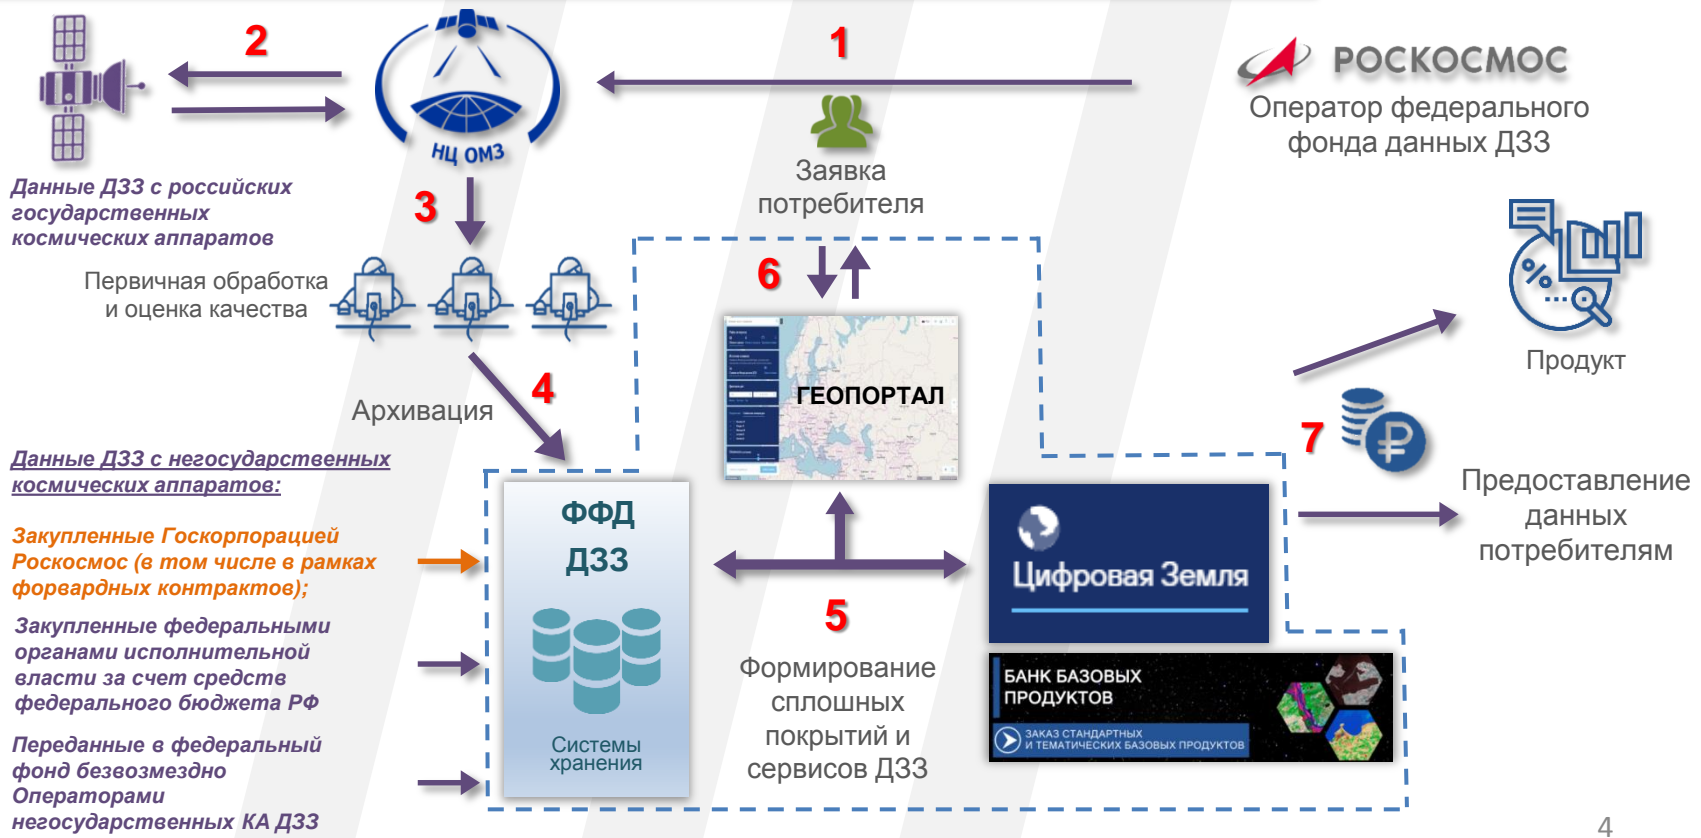 2
1
РОСКОСМОС
Оператор федерального
фонда данных ДЗЗ
НЦ ОМЗ
Заявка
потребителя
Данные ДЗЗ с российских
государственных
космических аппаратов
3
Первичная обработка
и оценка качества
6
ГЕОПОРТАЛ
%
Продукт
4
Архивация
7
Данные ДЗЗ с негосударственных
космических аппаратов:
Предоставление
данных
потребителям
ФФД
ДЗЗ
Закупленные Госкорпорацией
Роскосмос (в том числе в рамках
форвардных контрактов);
Цифровая Земля
5
Закупленные федеральными
органами исполнительной
власти за счет средств
федерального бюджета РФ
Формирование
сплошных
покрытий и
сервисов ДЗЗ
БАНК БАЗОВЫХ
ПРОДУКТОВ
ЗАКАЗ СТАНДАРТНЫХ
И ТЕМАТИЧЕСКИХ БАЗОВЫХ ПРОДУКТОВ
Системы
хранения
Переданные в федеральный
фонд безвозмездно
Операторами
негосударственных КА ДЗЗ
4